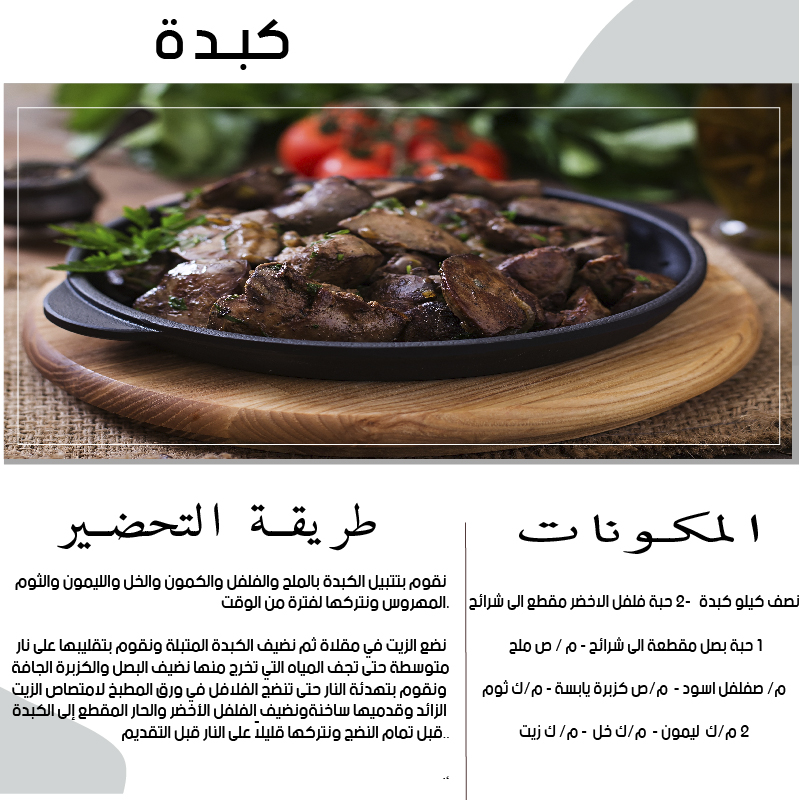 كبدة
المكونات
نصف كيلو كبدة -2 حبة فلفل الاخضر مقطع الى شرائح
1 حبة بصل مقطعة الى شرائح - م / ص ملح
م/ صفلفل اسود - م/ص كزبرة يابسة - م/ك ثوم
2 م/ك ليمون - م/ك خل - م/ ك زيت
طريقة التحضير
نقوم بتتبيل الكبدة بالملح والفلفل والكمون والخل والليمون والثوم
.المهروس ونتركها لفترة من الوقت
نضع الزيت في مقلاة ثم نضيف الكبدة المتبلة ونقوم بتقليبها على نار
متوسطة حتى تجف المياه التي تخرج منها نضيف البصل والكزبرة الجافة
ونقوم بتهدئة النار حتى تنضج الفلافل في ورق المطبخ لامتصاص الزيت
الزائد وقدميها ساخنةونضيف الفلفل الأخضر والحار المقطع إلى الكبدة
..قبل تمام النضج ونتركها قليلاً على النار قبل التقديم